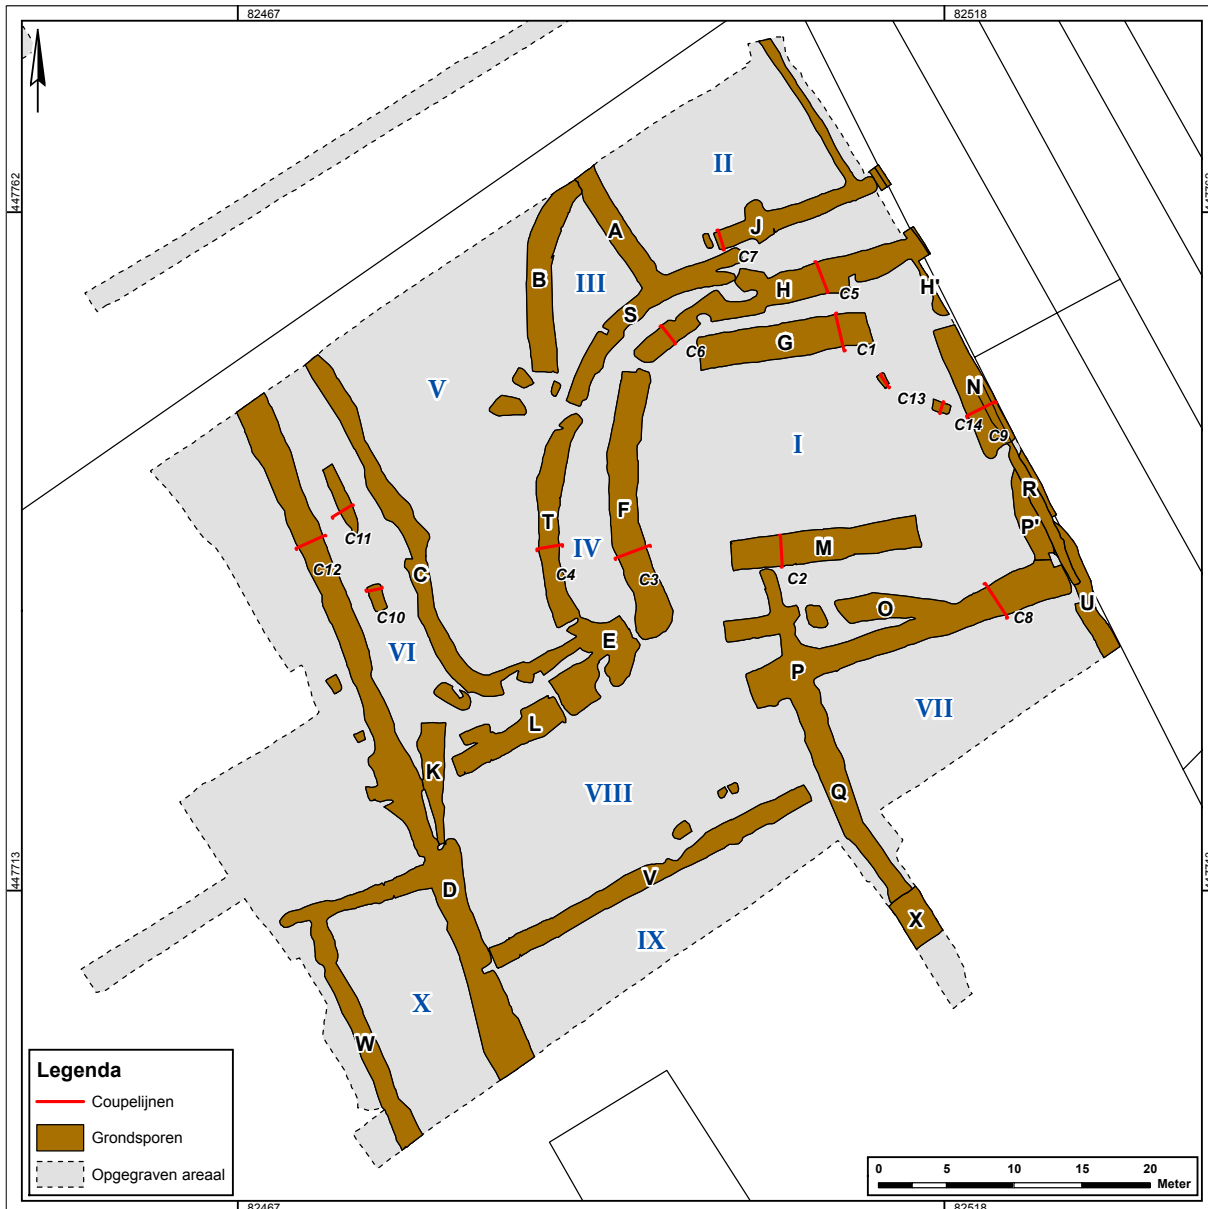 82467
82518
447762
447762
II
A
J
C7
B
III
H
C5
H'
S
C6
G
C1
V
N
C13
C14
C9
I
R
F
T
P'
C11
C12
IV
M
C4
C3
C2
C
C10
O
C8
U
VI
E
P
VII
L
K
VIII
Q
V
D
X
IX
X
W
447713
447713
Legenda
Coupelijnen
Grondsporen
Opgegraven areaal
0 5 10 15 20
Meter
82467
82518